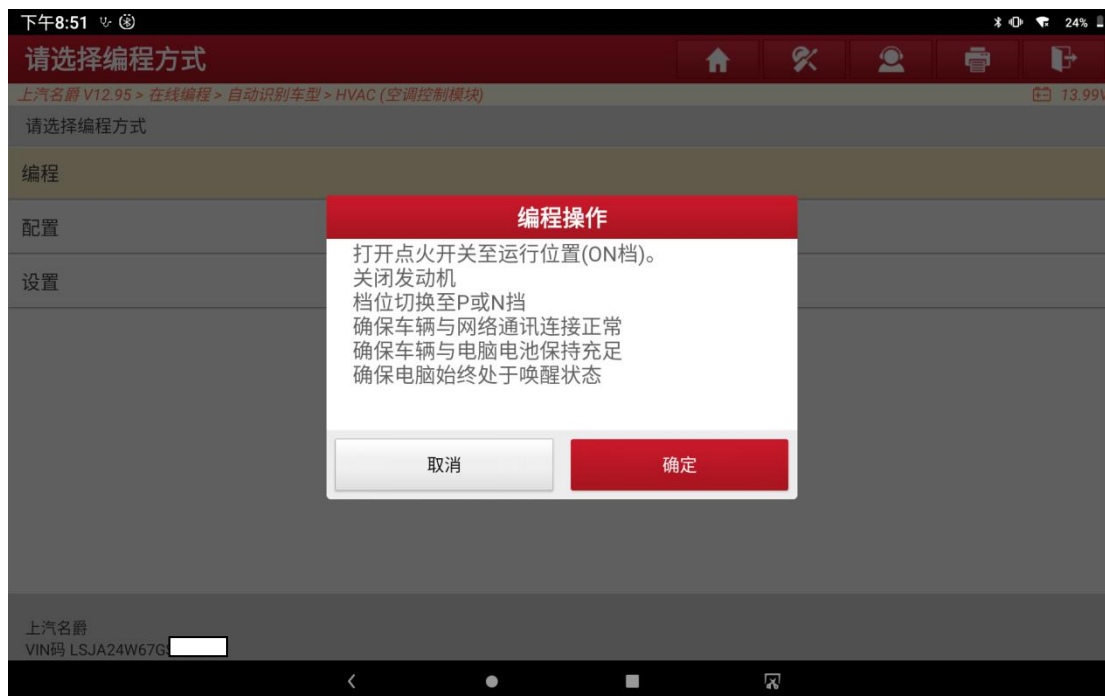 下午8:51 24%
请选择编程方式
上汽名爵 V12.95 > 在线编程 > 自动识别车型 > HVAC (空调控制模块) 13.99V
请选择编程方式
编程
配置
设置
编程操作
打开点火开关至运行位置(ON档)。
关闭发动机
档位切换至P或N挡
确保车辆与网络通讯连接正常
确保车辆与电脑电池保持充足
确保电脑始终处于唤醒状态
取消 确定
上汽名爵
VIN码 LSJA24W67G